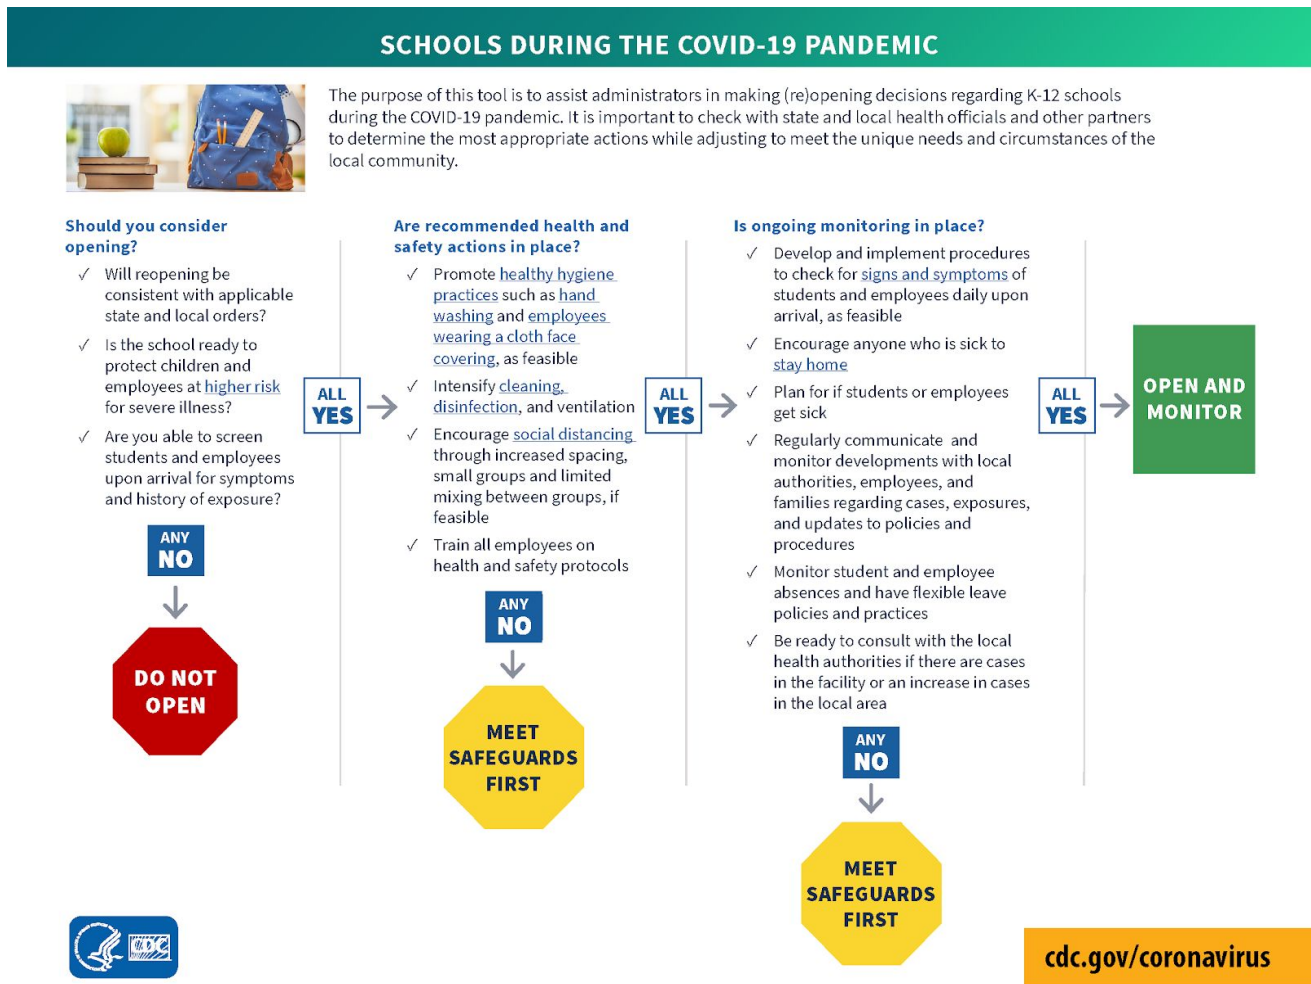 SCHOOLS DURING THE COVID-19 PANDEMIC
The purpose of this tool is to assist administrators in making (re)opening decisions regarding K-12 schools
during the COVID-19 pandemic. It is important to check with state and local health officials and other partners
to determine the most appropriate actions while adjusting to meet the unique needs and circumstances of the
local community.
Should you consider
opening?
✓ Will reopening be
consistent with applicable
state and local orders?
✓ Is the school ready to
protect children and
employees at higher risk
for severe illness?
✓ Are you able to screen
students and employees
upon arrival for symptoms
and history of exposure?
ANY
NO
DO NOT
OPEN
ALL
YES
Are recommended health and
safety actions in place?
✓ Promote healthy hygiene
practices such as hand
washing and employees
wearing a cloth face
covering, as feasible
✓ Intensify cleaning,
disinfection, and ventilation
✓ Encourage social distancing
through increased spacing,
small groups and limited
mixing between groups, if
feasible
✓ Train all employees on
health and safety protocols
ANY
NO
MEET
SAFEGUARDS
FIRST
ALL
YES
Is ongoing monitoring in place?
✓ Develop and implement procedures
to check for signs and symptoms of
students and employees daily upon
arrival, as feasible
✓ Encourage anyone who is sick to
stay home
✓ Plan for if students or employees
get sick
✓ Regularly communicate and
monitor developments with local
authorities, employees, and
families regarding cases, exposures,
and updates to policies and
procedures
✓ Monitor student and employee
absences and have flexible leave
policies and practices
✓ Be ready to consult with the local
health authorities if there are cases
in the facility or an increase in cases
in the local area
ANY
NO
MEET
SAFEGUARDS
FIRST
ALL
YES
OPEN AND
MONITOR
CDC
cdc.gov/coronavirus